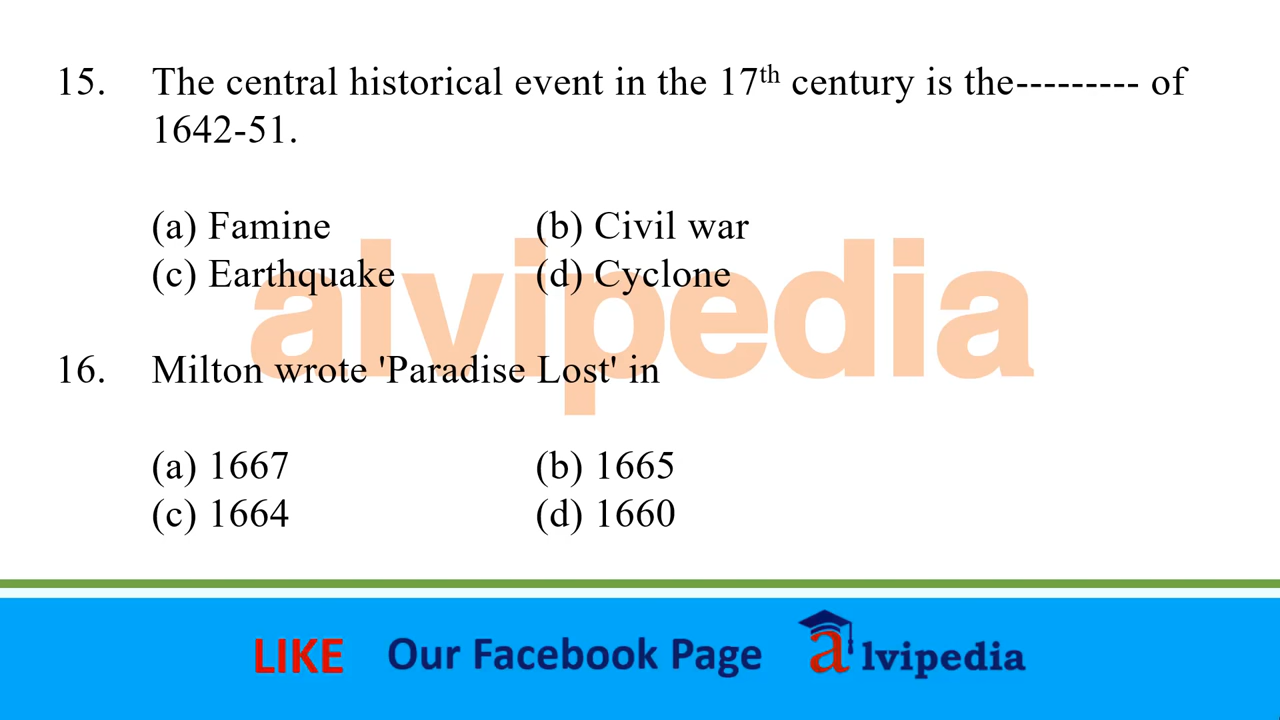 15. The central historical event in the 17th century is the--------- of
1642-51.
(a) Famine (b) Civil war
(c) Earthquake (d) Cyclone
alvipedia
16. Milton wrote 'Paradise Lost' in
(a) 1667 (b) 1665
(c) 1664 (d) 1660
LIKE Our Facebook Page alvipedia